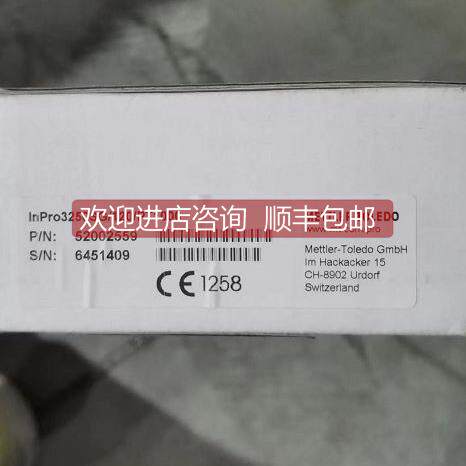 欢迎进店咨询 顺丰包邮
P/N: 52002559
S/N: 6451409
CE 1258
Mettler-Toledo GmbH
Im Hackacker 15
CH-8902 Urdorf
Switzerland